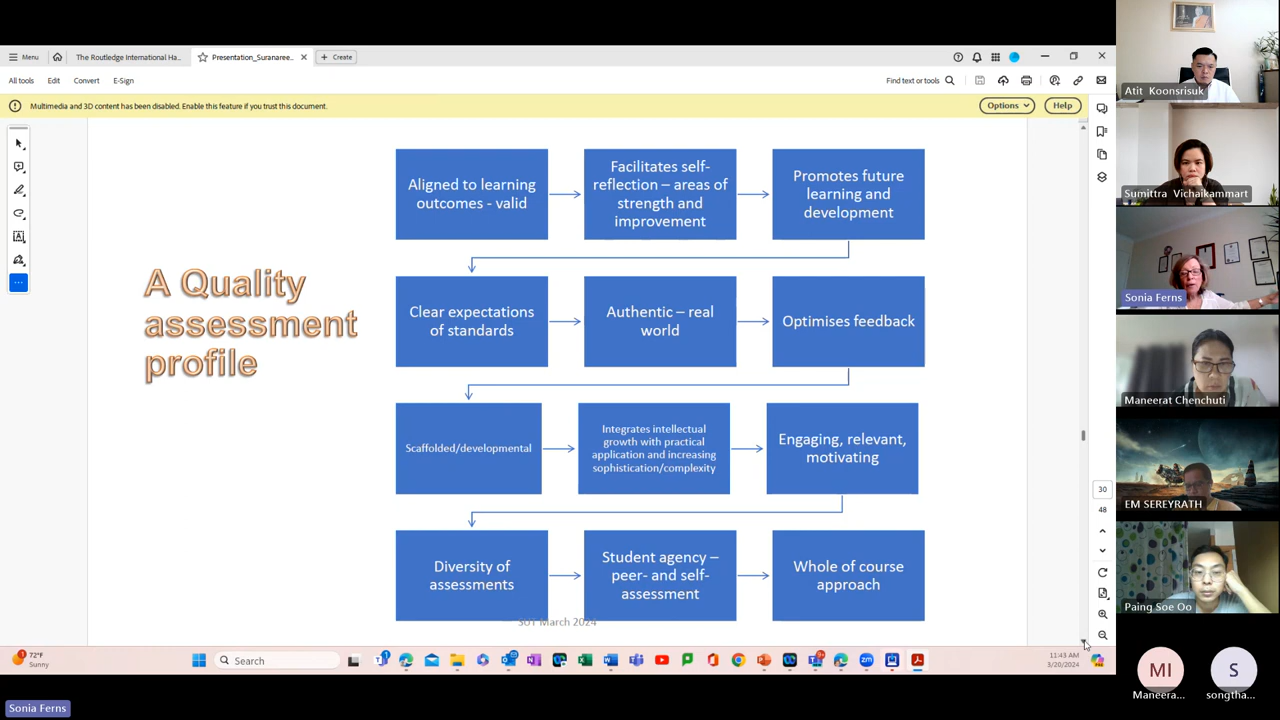 Menu
The Routledge International Ha...
Presentation_Suranaree...
Create
All tools
Edit
Convert
E-Sign
Find text or tools
Multimedia and 3D content has been disabled. Enable this feature if you trust this document.
Options
Help
A Quality
assessment
profile
Aligned to learning
outcomes - valid
Facilitates self-
reflection – areas of
strength and
improvement
Promotes future
learning and
development
Clear expectations
of standards
Authentic – real
world
Optimises feedback
Scaffolded/developmental
Integrates intellectual
growth with practical
application and increasing
sophistication/complexity
Engaging, relevant,
motivating
Diversity of
assessments
Student agency –
peer- and self-
assessment
Whole of course
approach
SUT March 2024
30
48
72°F
Sunny
Search
11:43 AM
3/20/2024
Atit Koonsrisuk
Sumittra Vichaikammart
Sonia Ferns
Maneerat Chenchuti
EM SEREYRATH
Paing Soe Oo
MI
Maneera...
S
songtha...
Sonia Ferns